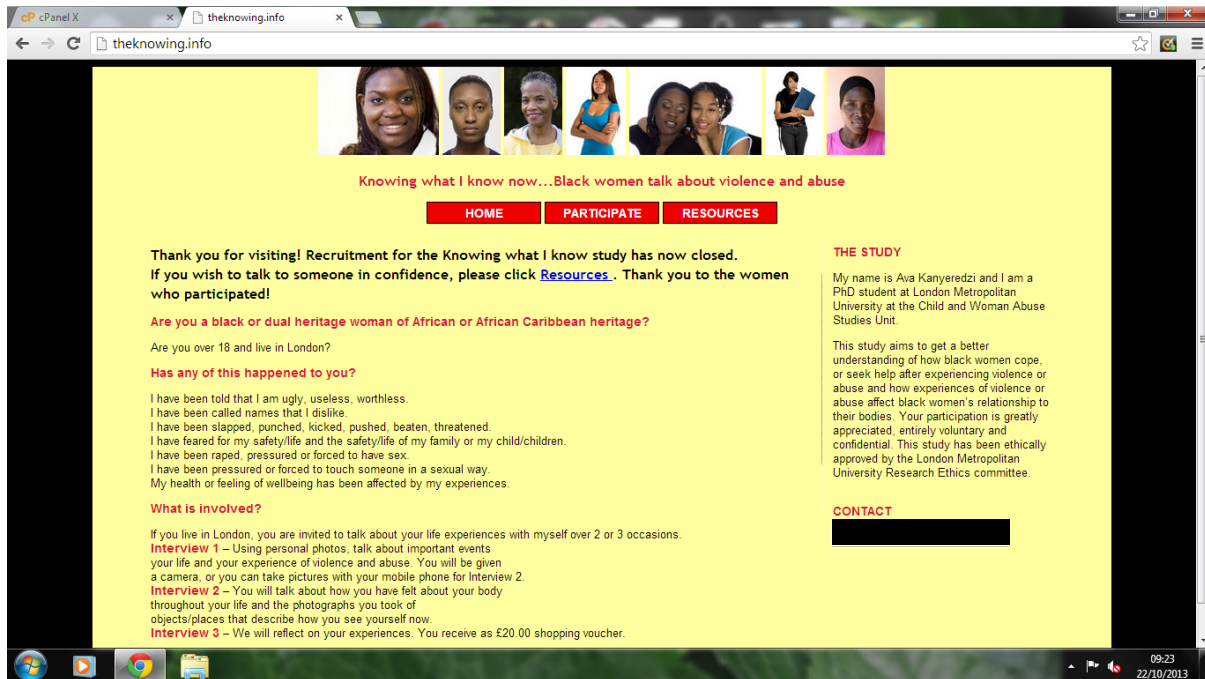 cPanel X
theknowing.info
theknowing.info
Knowing what I know now...Black women talk about violence and abuse
HOME
PARTICIPATE
RESOURCES
Thank you for visiting! Recruitment for the Knowing what I know study has now closed.
If you wish to talk to someone in confidence, please click Resources . Thank you to the women
who participated!
Are you a black or dual heritage woman of African or African Caribbean heritage?
Are you over 18 and live in London?
Has any of this happened to you?
I have been told that I am ugly, useless, worthless.
I have been called names that I dislike.
I have been slapped, punched, kicked, pushed, beaten, threatened.
I have feared for my safety/life and the safety/life of my family or my child/children.
I have been raped, pressured or forced to have sex.
I have been pressured or forced to touch someone in a sexual way.
My health or feeling of wellbeing has been affected by my experiences.
What is involved?
If you live in London, you are invited to talk about your life experiences with myself over 2 or 3 occasions.
Interview 1 – Using personal photos, talk about important events
your life and your experience of violence and abuse. You will be given
a camera, or you can take pictures with your mobile phone for Interview 2.
Interview 2 – You will talk about how you have felt about your body
throughout your life and the photographs you took of
objects/places that describe how you see yourself now.
Interview 3 – We will reflect on your experiences. You receive as £20.00 shopping voucher.
THE STUDY
My name is Ava Kanyeredzi and I am a
PhD student at London Metropolitan
University at the Child and Woman Abuse
Studies Unit.
This study aims to get a better
understanding of how black women cope,
or seek help after experiencing violence or
abuse and how experiences of violence or
abuse affect black women's relationship to
their bodies. Your participation is greatly
appreciated, entirely voluntary and
confidential. This study has been ethically
approved by the London Metropolitan
University Research Ethics committee.
CONTACT
09:23
22/10/2013